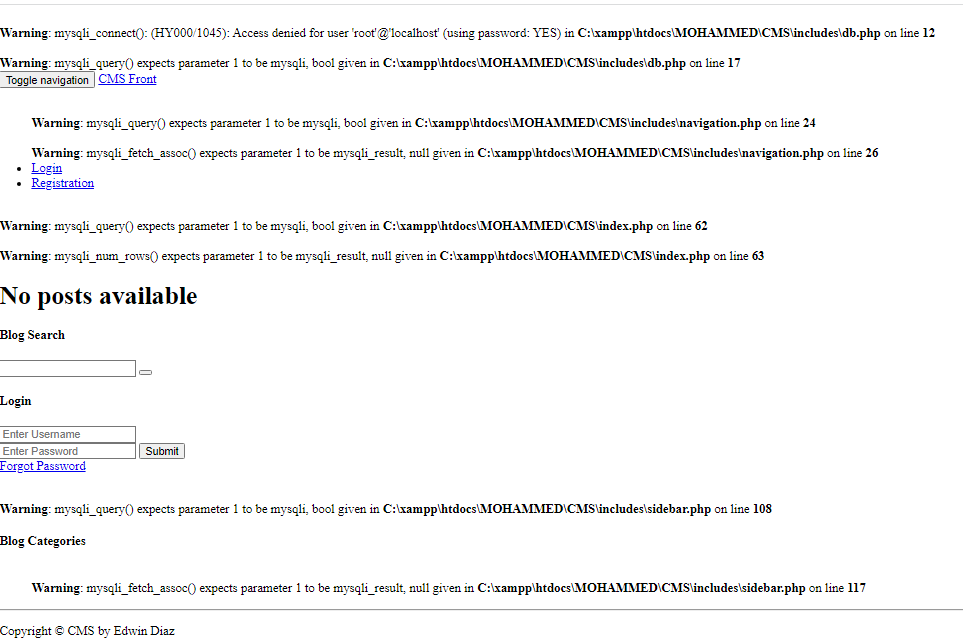 Warning: mysqli_connect(): (HY000/1045): Access denied for user 'root'@'localhost' (using password: YES) in C:\xampp\htdocs\MOHAMMED\CMS\includes\db.php on line 12
Warning: mysqli_query() expects parameter 1 to be mysqli, bool given in C:\xampp\htdocs\MOHAMMED\CMS\includes\db.php on line 17
Toggle navigation CMS Front
Warning: mysqli_query() expects parameter 1 to be mysqli, bool given in C:\xampp\htdocs\MOHAMMED\CMS\includes\navigation.php on line 24
Warning: mysqli_fetch_assoc() expects parameter 1 to be mysqli_result, null given in C:\xampp\htdocs\MOHAMMED\CMS\includes\navigation.php on line 26
• Login
• Registration
Warning: mysqli_query() expects parameter 1 to be mysqli, bool given in C:\xampp\htdocs\MOHAMMED\CMS\index.php on line 62
Warning: mysqli_num_rows() expects parameter 1 to be mysqli_result, null given in C:\xampp\htdocs\MOHAMMED\CMS\index.php on line 63
No posts available
Blog Search
Login
Enter Username
Enter Password Submit
Forgot Password
Warning: mysqli_query() expects parameter 1 to be mysqli, bool given in C:\xampp\htdocs\MOHAMMED\CMS\includes\sidebar.php on line 108
Blog Categories
Warning: mysqli_fetch_assoc() expects parameter 1 to be mysqli_result, null given in C:\xampp\htdocs\MOHAMMED\CMS\includes\sidebar.php on line 117
Copyright © CMS by Edwin Diaz